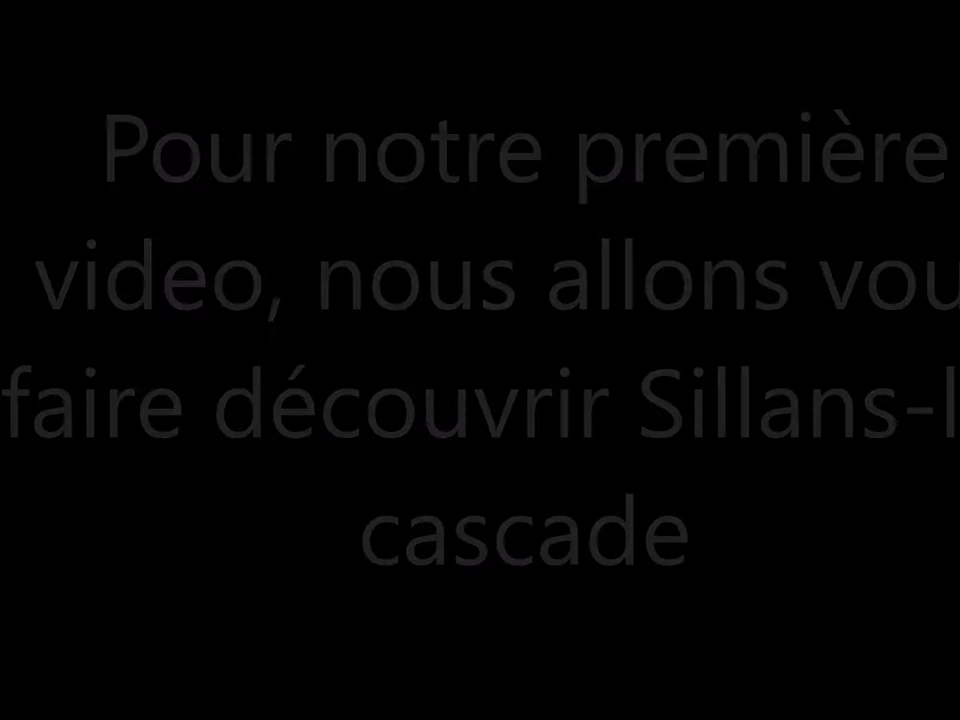 Pour notre première
video, nous allons vou
faire découvrir Sillans-l
cascade